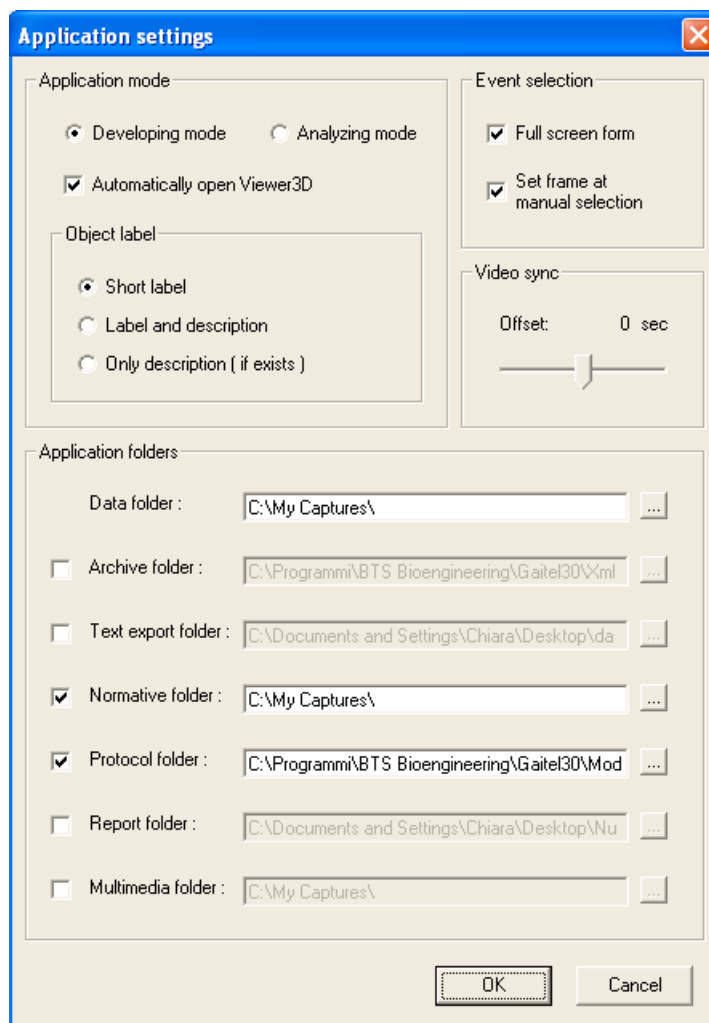 Application settings
Application mode
Developing mode
Analyzing mode
Automatically open Viewer3D
Object label
Short label
Label and description
Only description ( if exists )
Event selection
Full screen form
Set frame at
manual selection
Video sync
Offset: 0 sec
Application folders
Data folder : C:\My Captures\ ...
Archive folder : C:\Programmi\BTS Bioengineering\Gaitel30\Xml ...
Text export folder : C:\Documents and Settings\Chiara\Desktop\da ...
Normative folder : C:\My Captures\ ...
Protocol folder : C:\Programmi\BTS Bioengineering\Gaitel30\Mod ...
Report folder : C:\Documents and Settings\Chiara\Desktop\Nu ...
Multimedia folder : C:\My Captures\ ...
OK Cancel